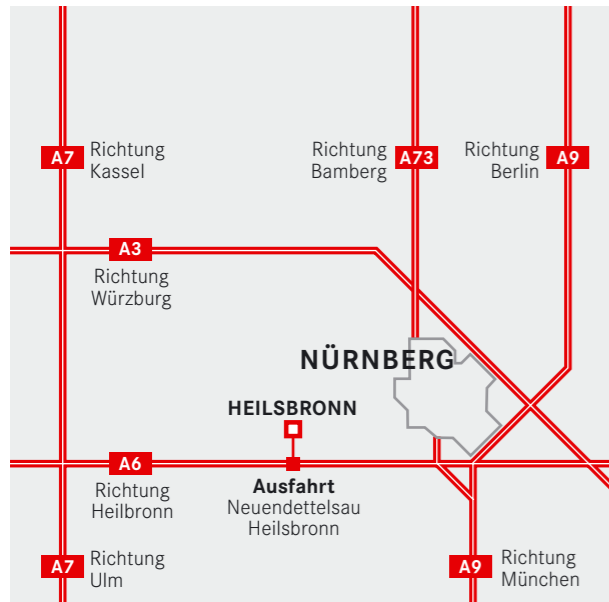 A7
Richtung
Kassel
Richtung
Bamberg
A73
Richtung
Berlin
A9
A3
Richtung
Würzburg
NÜRNBERG
HEILSBRONN
A6
Richtung
Heilbronn
Ausfahrt
Neuendettelsau
Heilsbronn
A7
Richtung
Ulm
A9
Richtung
München